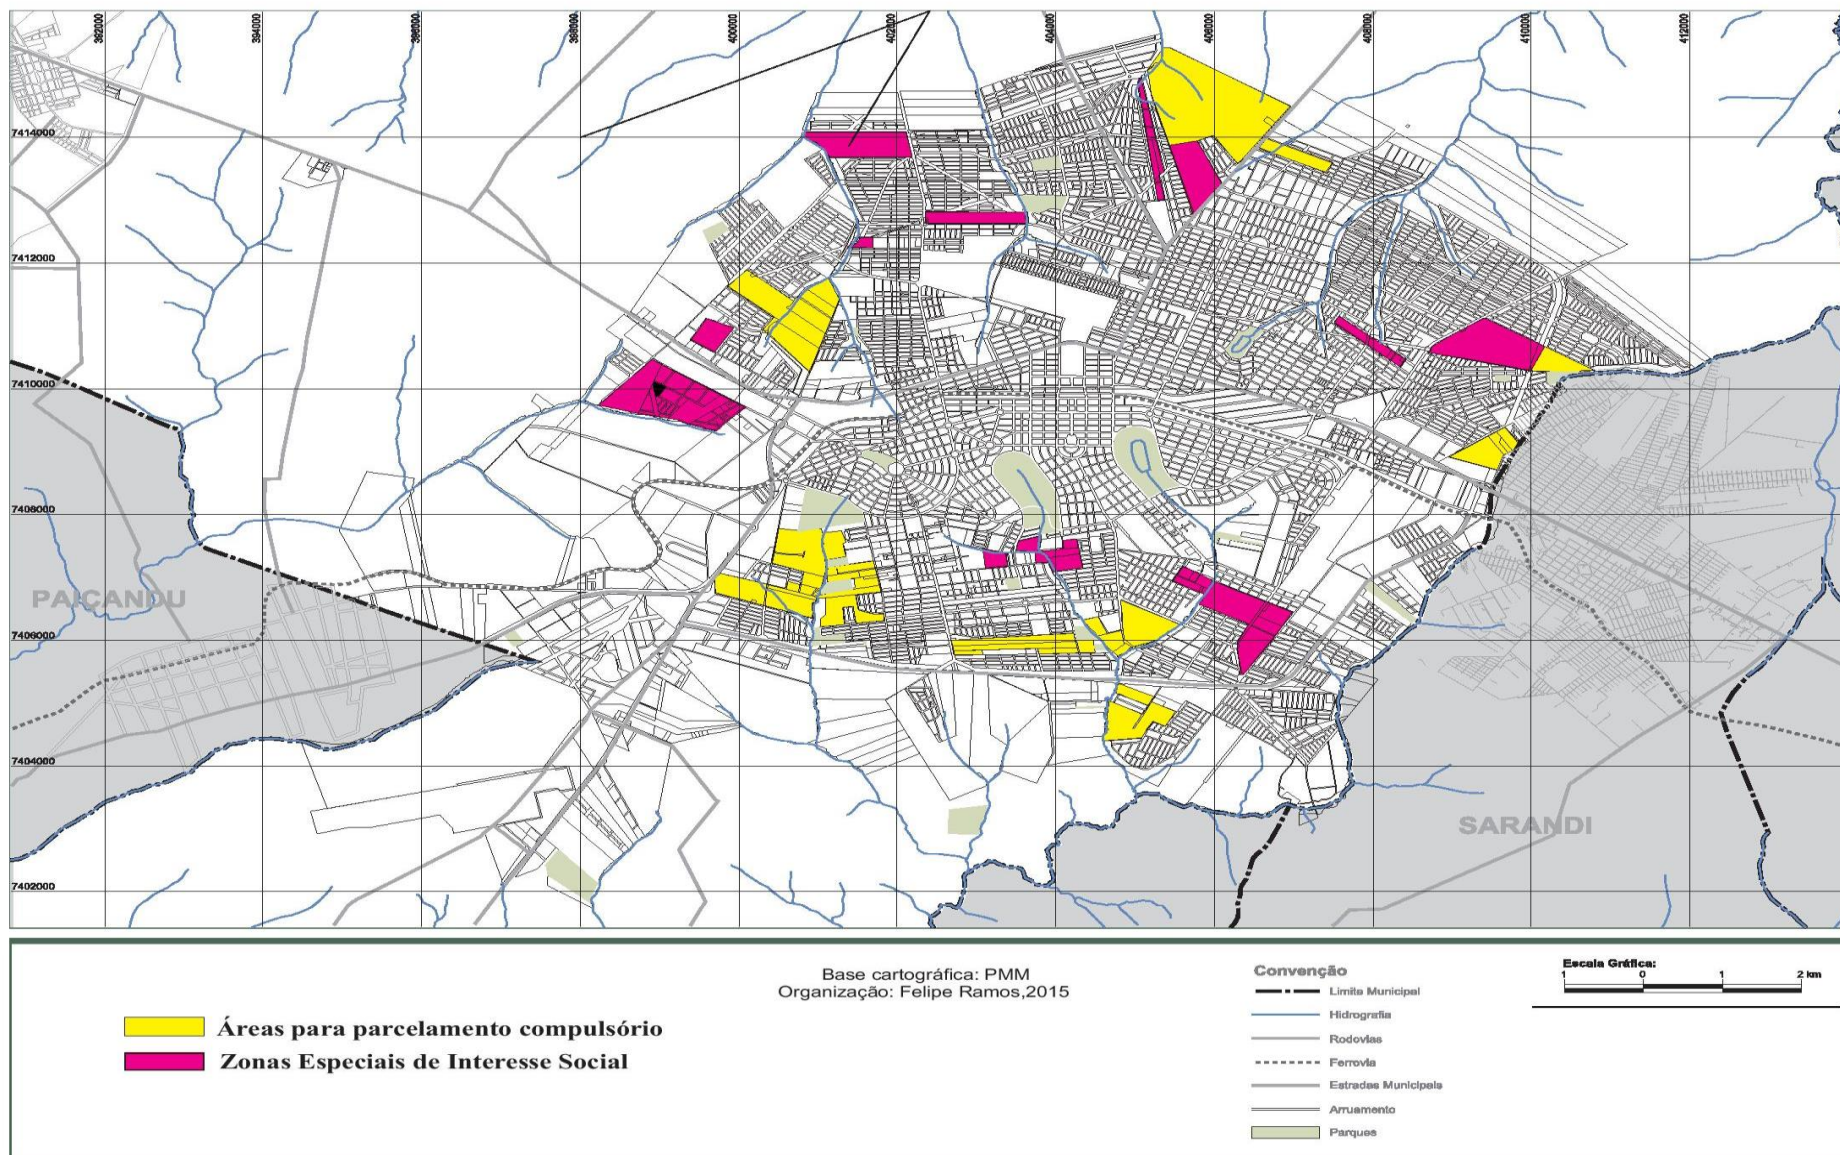 392000
394000
396000
398000
400000
402000
404000
406000
408000
410000
412000
7414000
7412000
7410000
7408000
PAICANDU
7406000
7404000
SARANDI
7402000
Base cartográfica: PMM
Organização: Felipe Ramos,2015
Áreas para parcelamento compulsório
Zonas Especiais de Interesse Social
Convenção
Limite Municipal
Hidrografia
Rodovias
Ferrovia
Estradas Municipais
Arruamento
Parques
Escala Gráfica:
1 0 1 2 km